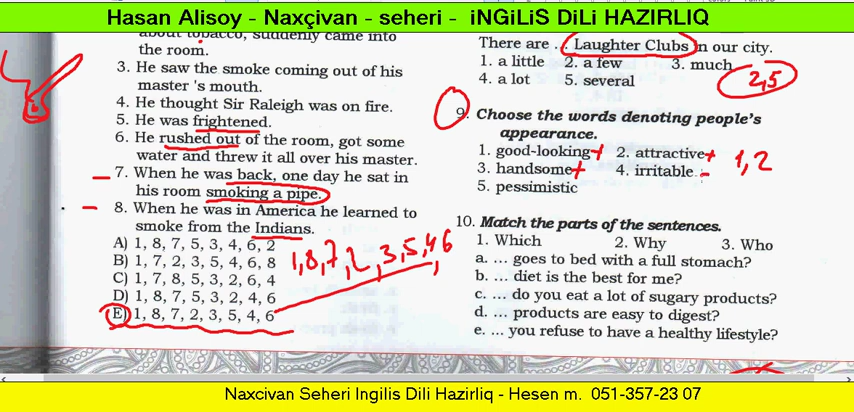 Hasan Alisoy - Naxçivan - seheri - iNGiLiS DiLi HAZIRLIQ
about tobacco, suddenly came into
the room.
3. He saw the smoke coming out of his
master 's mouth.
4. He thought Sir Raleigh was on fire.
5. He was frightened.
6. He rushed out of the room, got some
water and threw it all over his master.
7. When he was back, one day he sat in
his room smoking a pipe.
8. When he was in America he learned to
smoke from the Indians.
A) 1, 8, 7, 5, 3, 4, 6, 2
B) 1, 7, 2, 3, 5, 4, 6, 8
C) 1, 7, 8, 5, 3, 2, 6, 4
D) 1, 8, 7, 5, 3, 2, 4, 6
E) 1, 8, 7, 2, 3, 5, 4, 6
1,8,7,2,3,5,4,6
There are ... Laughter Clubs in our city.
1. a little 2. a few 3. much
4. a lot 5. several
2,5
9. Choose the words denoting people's
appearance.
1. good-looking 2. attractive
3. handsome 4. irritable
5. pessimistic
1,2
10. Match the parts of the sentences.
1. Which 2. Why 3. Who
a. ... goes to bed with a full stomach?
b. ... diet is the best for me?
c. ... do you eat a lot of sugary products?
d. ... products are easy to digest?
e. ... you refuse to have a healthy lifestyle?
Naxcivan Seheri Ingilis Dili Hazirliq - Hesen m. 051-357-23 07